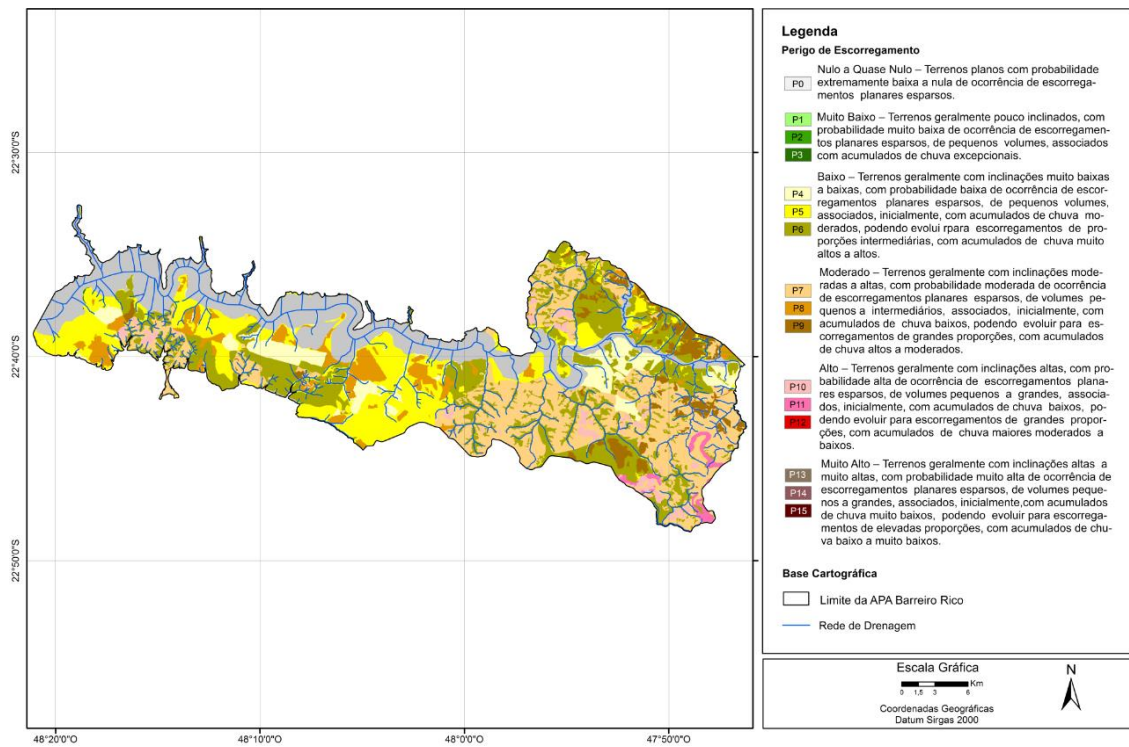 Legenda
Perigo de Escorregamento
P0
Nulo a Quase Nulo – Terrenos planos com probabilidade
extremamente baixa a nula de ocorrência de escorrega-
mentos planares esparsos.
P1
P2
P3
Muito Baixo – Terrenos geralmente pouco inclinados, com
probabilidade muito baixa de ocorrência de escorregamen-
tos planares esparsos, de pequenos volumes, associados
com acumulados de chuva excepcionais.
P4
P5
P6
Baixo – Terrenos geralmente com inclinações muito baixas
a baixas, com probabilidade baixa de ocorrência de escor-
regamentos planares esparsos, de pequenos volumes,
associados, inicialmente, com acumulados de chuva mo-
derados, podendo evolui rpara escorregamentos de pro-
porções intermediárias, com acumulados de chuva muito
altos a altos.
P7
P8
P9
Moderado – Terrenos geralmente com inclinações mode-
radas a altas, com probabilidade moderada de ocorrência
de escorregamentos planares esparsos, de volumes pe-
quenos a intermediários, associados, inicialmente, com
acumulados de chuva baixos, podendo evoluir para es-
corregamentos de grandes proporções, com acumulados
de chuva altos a moderados.
P10
P11
P12
Alto – Terrenos geralmente com inclinações altas, com pro-
babilidade alta de ocorrência de escorregamentos plana-
res esparsos, de volumes pequenos a grandes, associa-
dos, inicialmente, com acumulados de chuva baixos, po-
dendo evoluir para escorregamentos de grandes propor-
ções, com acumulados de chuva maiores moderados a
baixos.
P13
P14
P15
Muito Alto – Terrenos geralmente com inclinações altas a
muito altas, com probabilidade muito alta de ocorrência de
escorregamentos planares esparsos, de volumes peque-
nos a grandes, associados, inicialmente,com acumulados
de chuva muito baixos, podendo evoluir para escorrega-
mentos de elevadas proporções, com acumulados de chu-
va baixo a muito baixos.
Base Cartográfica
Limite da APA Barreiro Rico
Rede de Drenagem
Escala Gráfica
Km
0 1,5 3 6
Coordenadas Geográficas
Datum Sirgas 2000
N
22°30'0"S
22°40'0"S
22°50'0"S
48°20'0"O
48°10'0"O
48°0'0"O
47°50'0"O